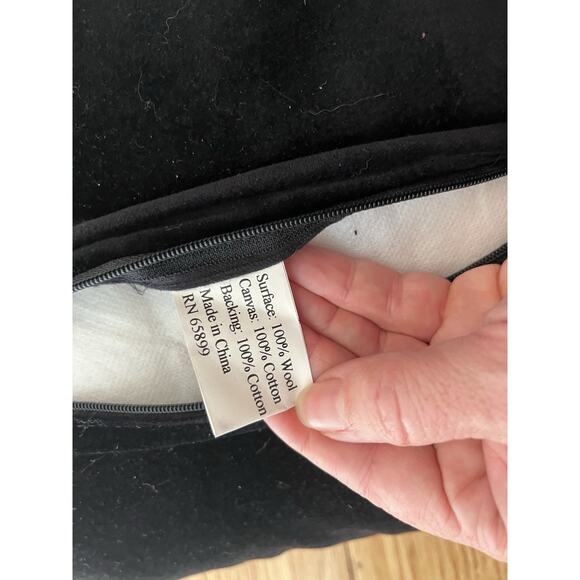 Surface: 100% Wool
Canvas: 100% Cotton
Backing: 100% Cotton
Made in China
RN 65899